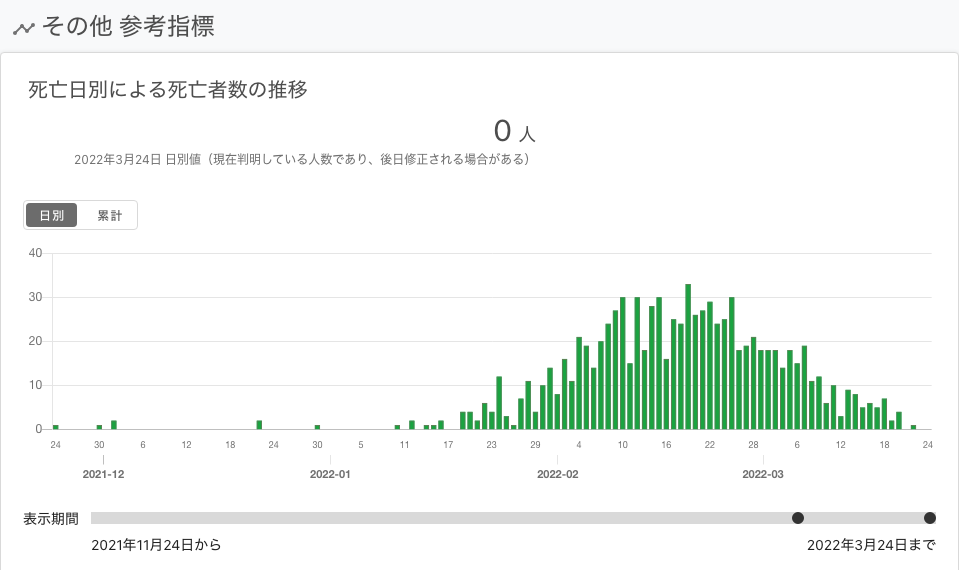 その他 参考指標
死亡日別による死亡者数の推移
0 人
2022年3月24日 日別値（現在判明している人数であり、後日修正される場合がある）
日別 累計
40
30
20
10
0
24 30 6 12 18 24 30 5 11 17 23 29 4 10 16 22 28 6 12 18 24
2021-12 2022-01 2022-02 2022-03
表示期間
2021年11月24日から 2022年3月24日まで